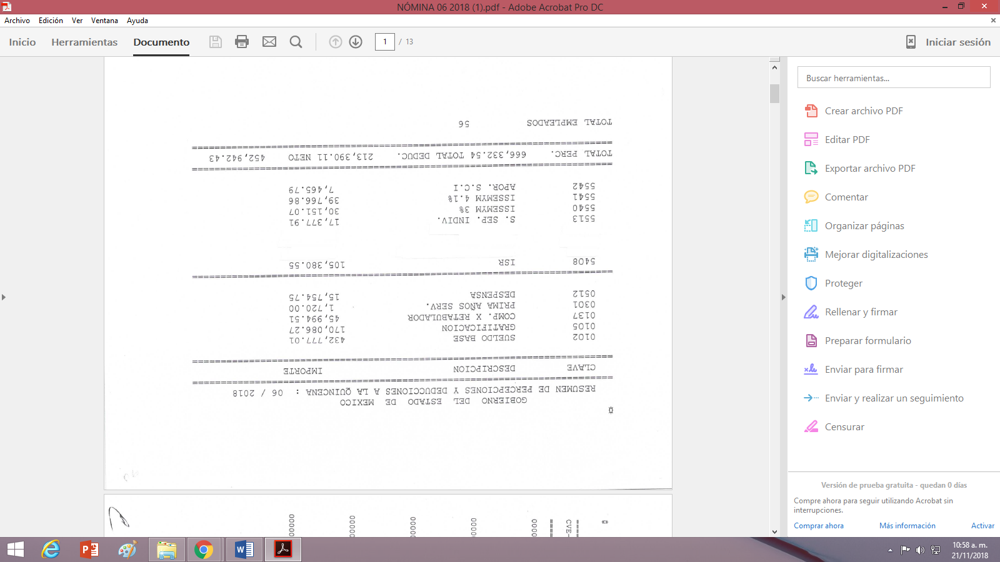 NÓMINA 06 2018 (1).pdf - Adobe Acrobat Pro DC
Archivo Edición Ver Ventana Ayuda
Inicio Herramientas Documento 1 / 13 Iniciar sesión
¤
GOBIERNO DEL ESTADO DE MEXICO
RESUMEN DE PERCEPCIONES Y DEDUCCIONES A LA QUINCENA : 06 / 2018
CLAVE DESCRIPCION IMPORTE
0102 SUELDO BASE 432,777.01
0105 GRATIFICACION 170,086.27
0137 COMP. X RETABULADOR 45,994.51
0301 PRIMA AÑOS SERV. 1,720.00
0512 DESPENSA 15,754.75
5408 ISR 105,380.55
5513 S. SEP. INDIV. 17,377.91
5540 ISSEMYM 3% 30,151.07
5541 ISSEMYM 4.1% 39,766.86
5542 APOR. S.C.I 7,465.79
TOTAL PERC. 666,332.54 TOTAL DEDUC. 213,390.11 NETO 452,942.43
TOTAL EMPLEADOS 56
¤
CVE-
00000
00000
00000
00000
00000
Buscar herramientas...
Crear archivo PDF
Editar PDF
Exportar archivo PDF
Comentar
Organizar páginas
Mejorar digitalizaciones
Proteger
Rellenar y firmar
Preparar formulario
Enviar para firmar
Enviar y realizar un seguimiento
Censurar
Versión de prueba gratuita - quedan 0 días
Compre ahora para seguir utilizando Acrobat sin
interrupciones.
Comprar ahora Más información Activar
10:58 a. m.
21/11/2018